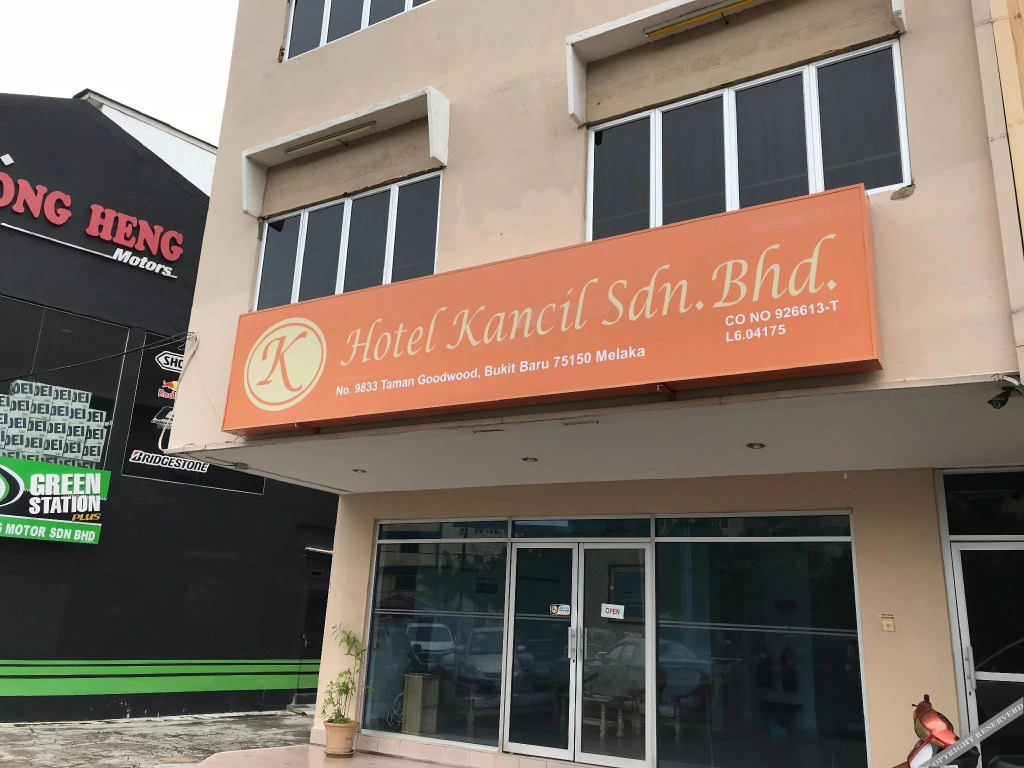 HENG
Motors
BRIDGESTONE
GREEN
STATION
PLUS
MOTOR SDN BHD
K
Hotel Kancil Sdn. Bhd.
CO NO 926613-T
L6.04175
No. 9833 Taman Goodwood, Bukit Baru 75150 Melaka
OPEN